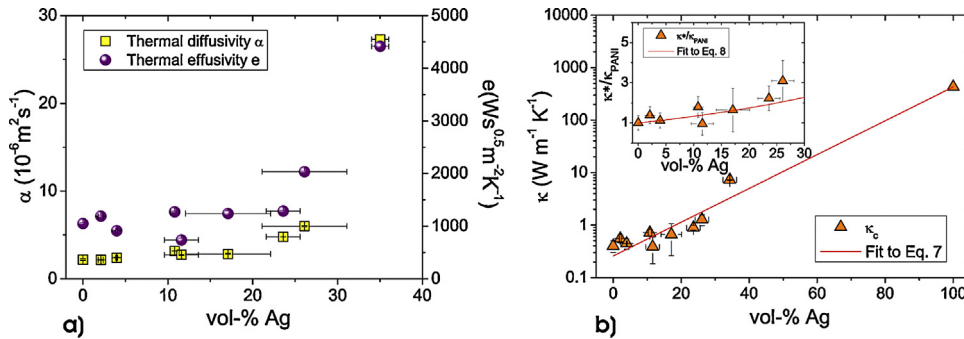 30
25
20
15
10
5
0
α (10⁻⁶m²s⁻¹)
Thermal diffusivity α
Thermal effusivity e
5000
4000
3000
2000
1000
0
e(Ws⁰·⁵m⁻²K⁻¹)
0 10 20 30 40
vol-% Ag
a)
10000
1000
100
10
1
0.1
κ (W m⁻¹ K⁻¹)
5
3
1
κ*/κPANI
κ*/κPANI
Fit to Eq. 8
0 5 10 15 20 25 30
vol-% Ag
κc
Fit to Eq. 7
0 20 40 60 80 100
vol-% Ag
b)